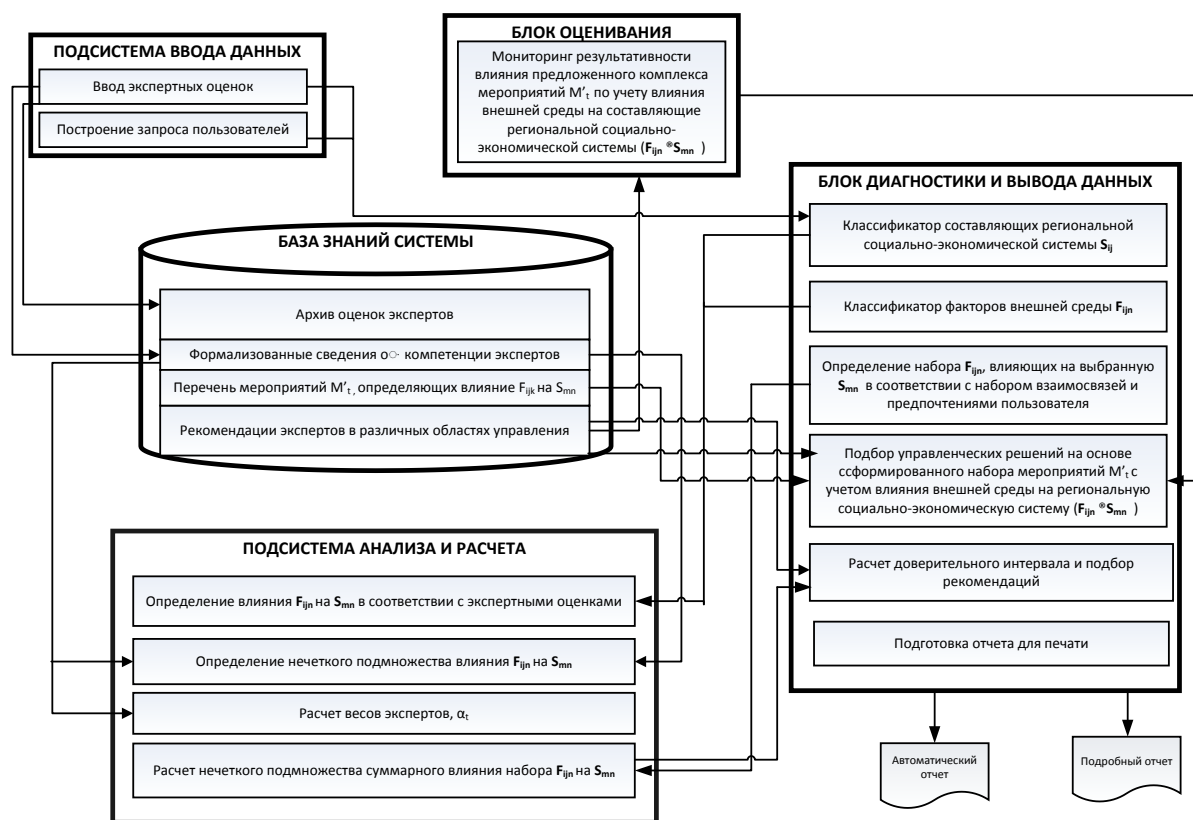 ПОДСИСТЕМА ВВОДА ДАННЫХ
Ввод экспертных оценок
Построение запроса пользователей
БЛОК ОЦЕНИВАНИЯ
Мониторинг результативности
влияния предложенного комплекса
мероприятий M'ₜ по учету влияния
внешней среды на составляющие
региональной социально-
экономической системы (Fijn ®Smn )
БАЗА ЗНАНИЙ СИСТЕМЫ
Архив оценок экспертов
Формализованные сведения о компетенции экспертов
Перечень мероприятий M'ₜ , определяющих влияние Fijk на Smn
Рекомендации экспертов в различных областях управления
БЛОК ДИАГНОСТИКИ И ВЫВОДА ДАННЫХ
Классификатор составляющих региональной
социально-экономической системы Sij
Классификатор факторов внешней среды Fijn
Определение набора Fijn, влияющих на выбранную
Smn в соответствии с набором взаимосвязей и
предпочтениями пользователя
Подбор управленческих решений на основе
ссформированного набора мероприятий M'ₜ с
учетом влияния внешней среды на региональную
социально-экономическую систему (Fijn ®Smn )
Расчет доверительного интервала и подбор
рекомендаций
Подготовка отчета для печати
ПОДСИСТЕМА АНАЛИЗА И РАСЧЕТА
Определение влияния Fijn на Smn в соответствии с экспертными оценками
Определение нечеткого подмножества влияния Fijn на Smn
Расчет весов экспертов, αₜ
Расчет нечеткого подмножества суммарного влияния набора Fijn на Smn
Автоматический
отчет
Подробный отчет